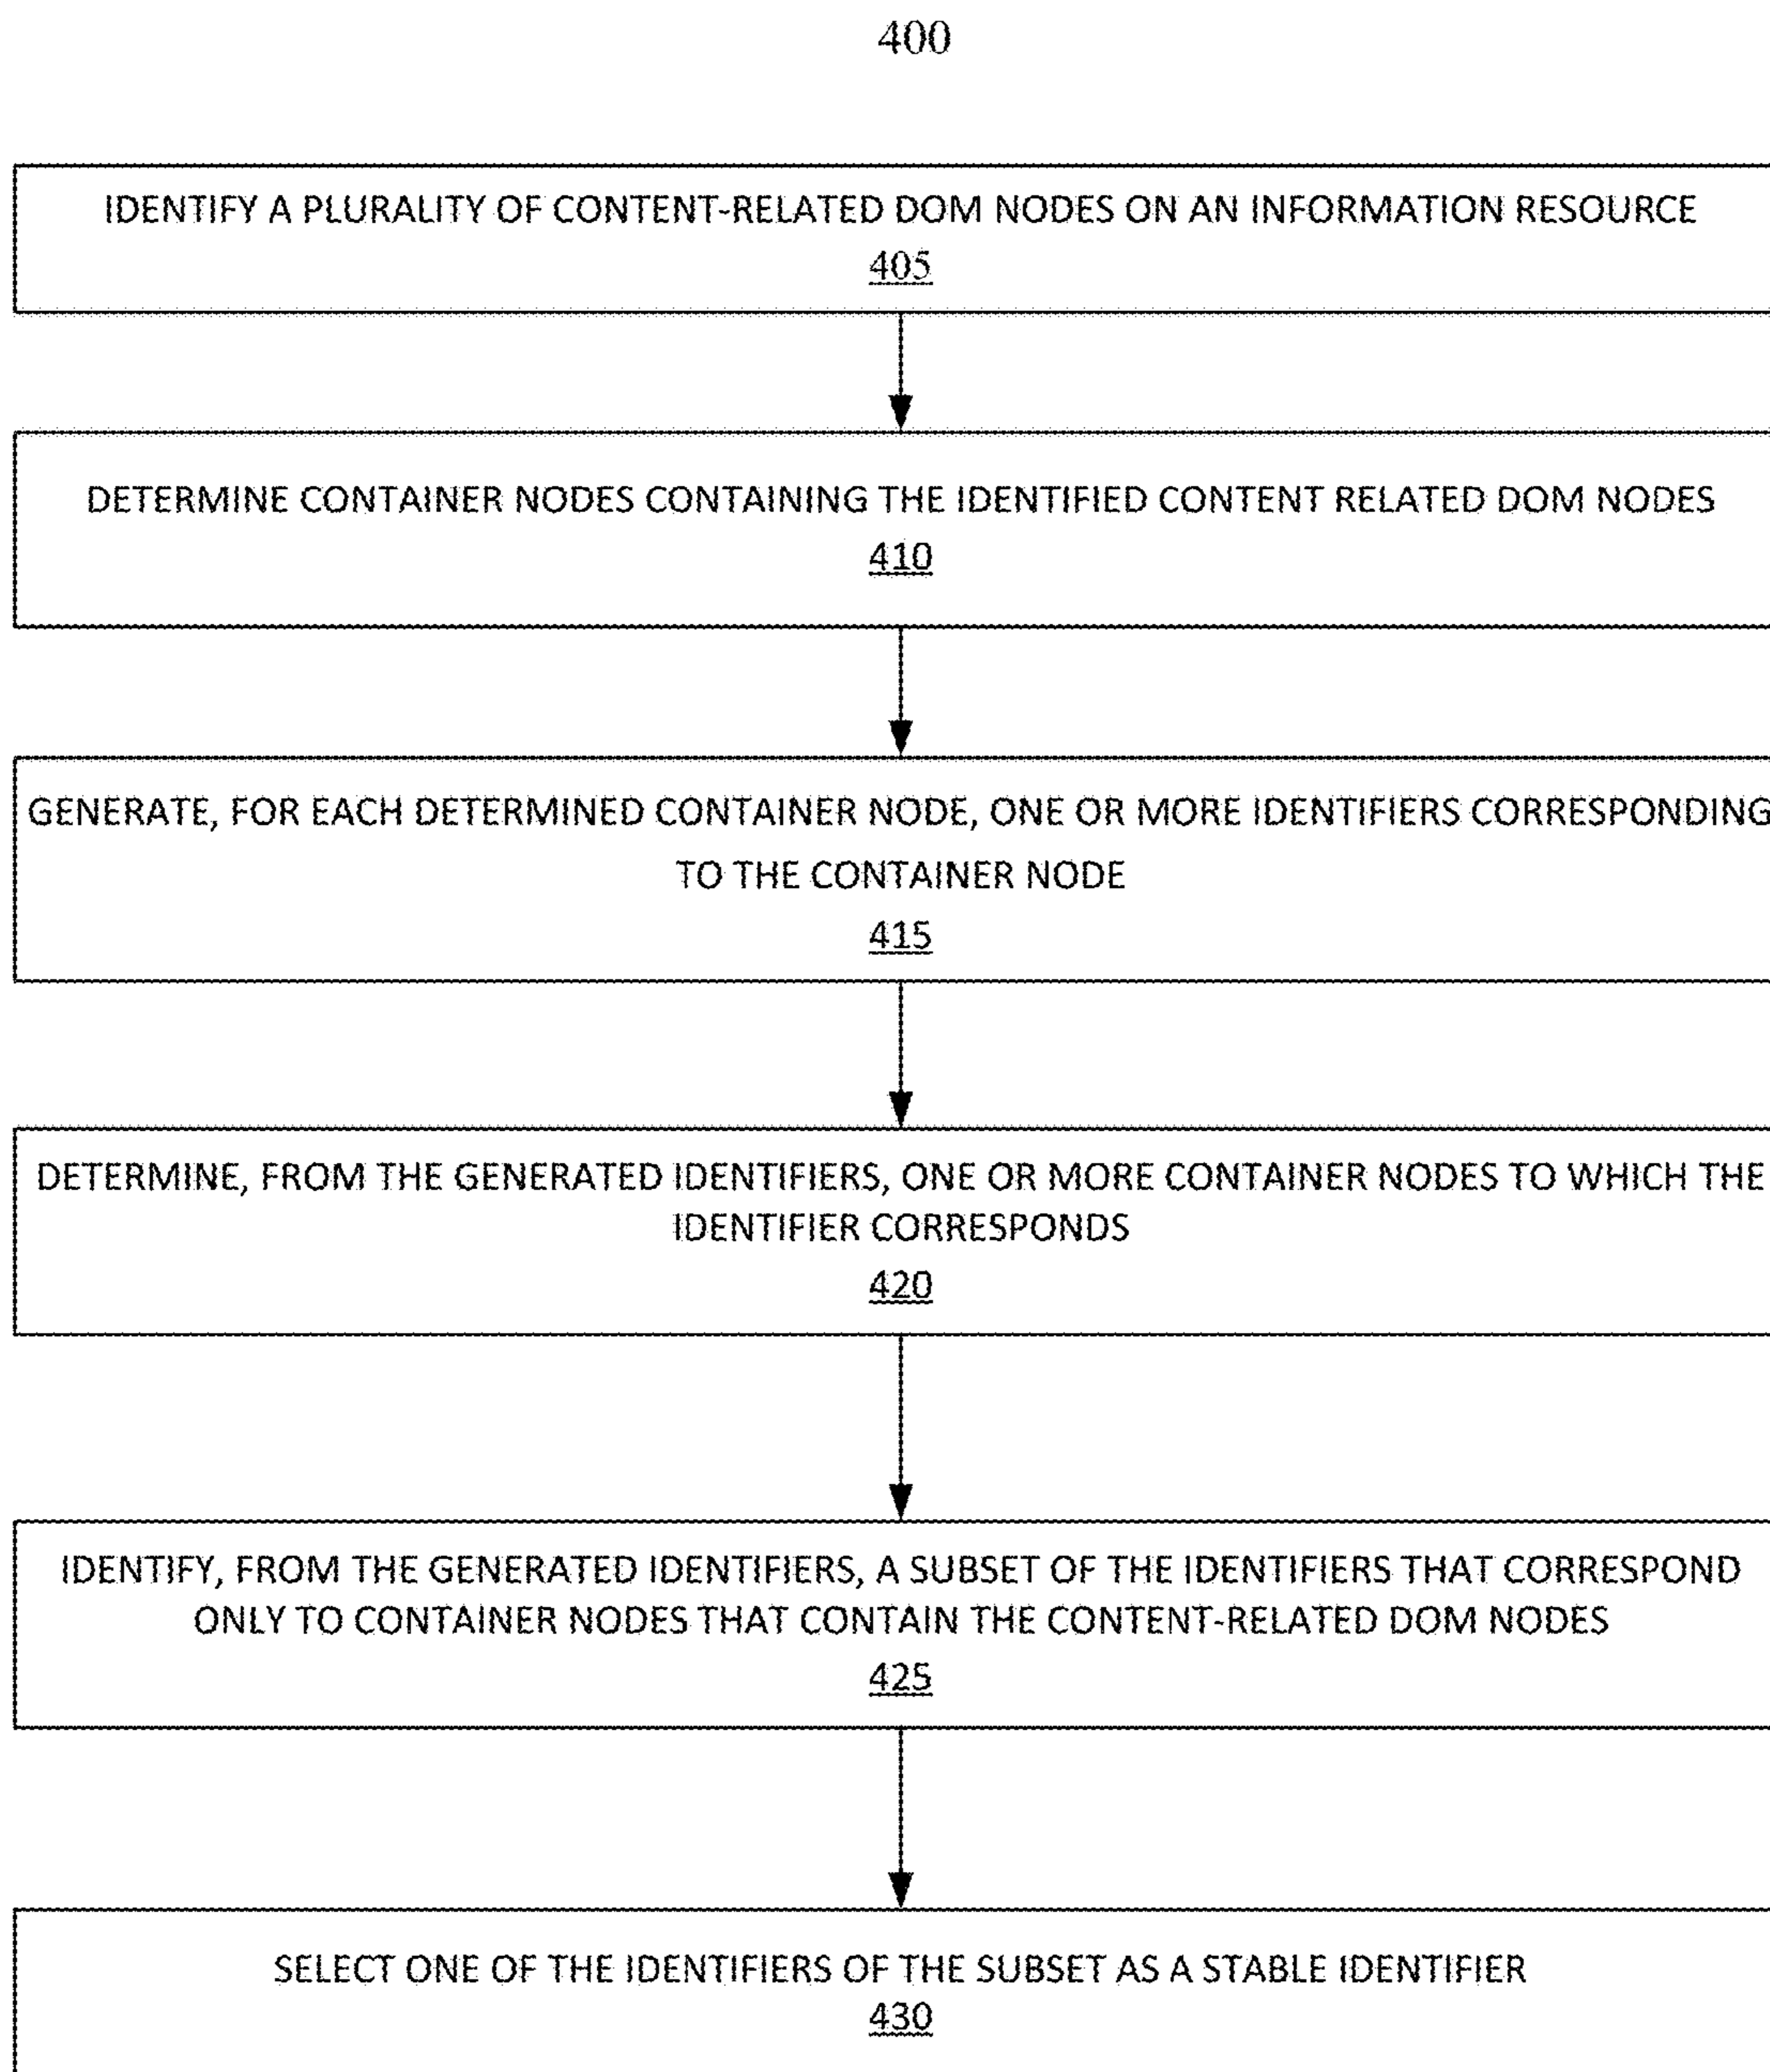 400
IDENTIFY A PLURALITY OF CONTENT-RELATED DOM NODES ON AN INFORMATION RESOURCE
405
DETERMINE CONTAINER NODES CONTAINING THE IDENTIFIED CONTENT RELATED DOM NODES
410
GENERATE, FOR EACH DETERMINED CONTAINER NODE, ONE OR MORE IDENTIFIERS CORRESPONDING
TO THE CONTAINER NODE
415
DETERMINE, FROM THE GENERATED IDENTIFIERS, ONE OR MORE CONTAINER NODES TO WHICH THE
IDENTIFIER CORRESPONDS
420
IDENTIFY, FROM THE GENERATED IDENTIFIERS, A SUBSET OF THE IDENTIFIERS THAT CORRESPOND
ONLY TO CONTAINER NODES THAT CONTAIN THE CONTENT-RELATED DOM NODES
425
SELECT ONE OF THE IDENTIFIERS OF THE SUBSET AS A STABLE IDENTIFIER
430